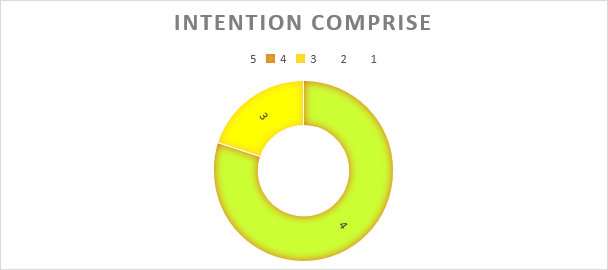 INTENTION COMPRISE
5 4 3 2 1
3
4